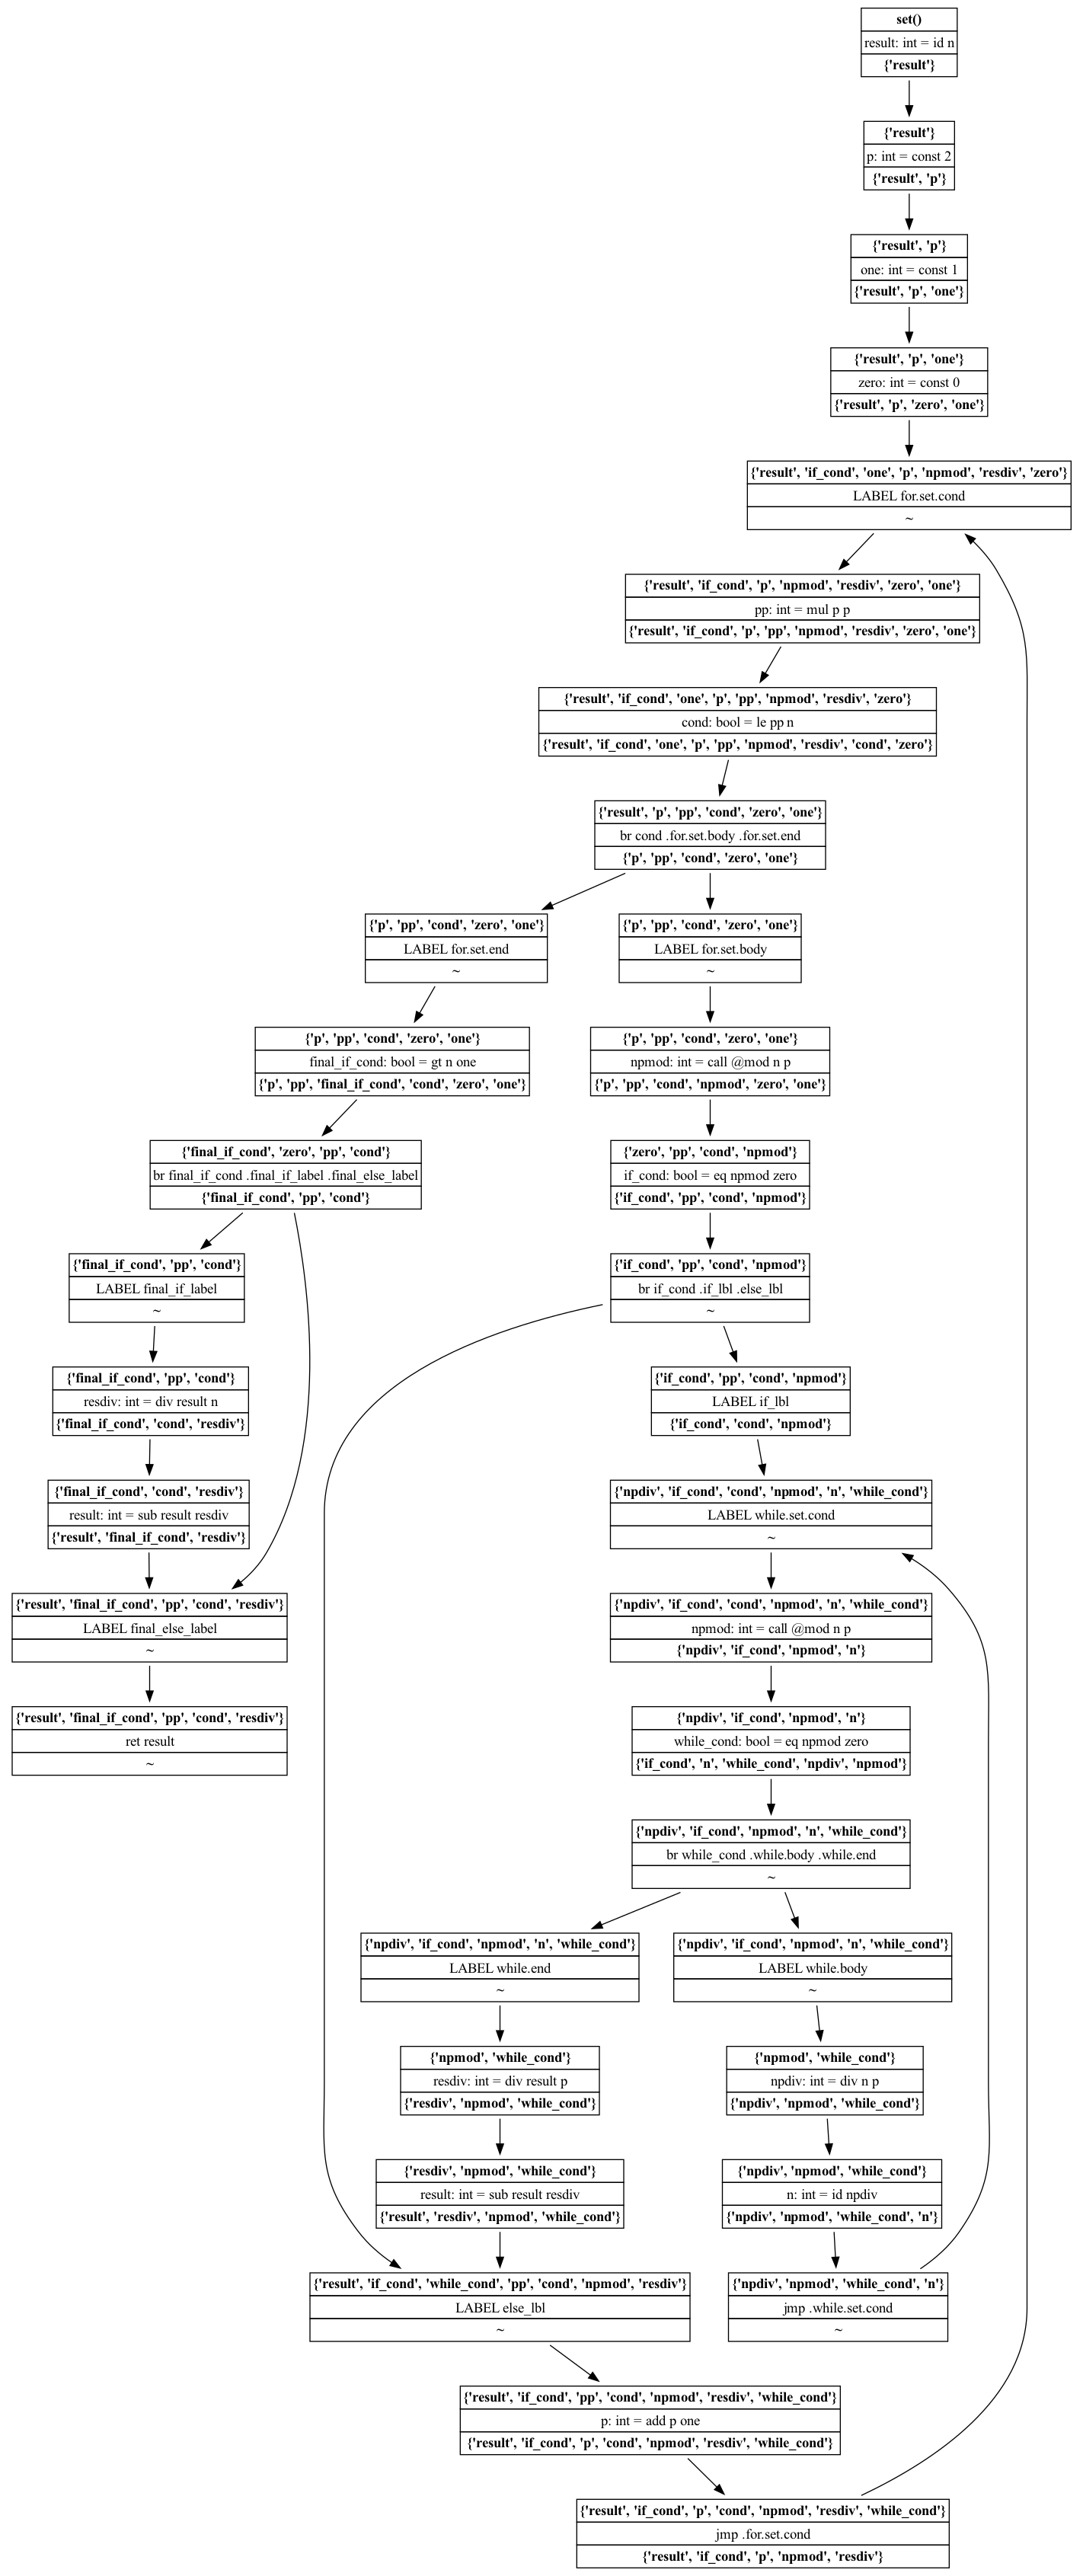 set()
result: int = id n
{'result'}
{'result'}
p: int = const 2
{'result', 'p'}
{'result', 'p'}
one: int = const 1
{'result', 'p', 'one'}
{'result', 'p', 'one'}
zero: int = const 0
{'result', 'p', 'zero', 'one'}
{'result', 'if_cond', 'one', 'p', 'npmod', 'resdiv', 'zero'}
LABEL for.set.cond
~
{'result', 'if_cond', 'p', 'npmod', 'resdiv', 'zero', 'one'}
pp: int = mul p p
{'result', 'if_cond', 'p', 'pp', 'npmod', 'resdiv', 'zero', 'one'}
{'result', 'if_cond', 'one', 'p', 'pp', 'npmod', 'resdiv', 'zero'}
cond: bool = le pp n
{'result', 'if_cond', 'one', 'p', 'pp', 'npmod', 'resdiv', 'cond', 'zero'}
{'result', 'p', 'pp', 'cond', 'zero', 'one'}
br cond .for.set.body .for.set.end
{'p', 'pp', 'cond', 'zero', 'one'}
{'p', 'pp', 'cond', 'zero', 'one'}
LABEL for.set.end
~
{'p', 'pp', 'cond', 'zero', 'one'}
LABEL for.set.body
~
{'p', 'pp', 'cond', 'zero', 'one'}
final_if_cond: bool = gt n one
{'p', 'pp', 'final_if_cond', 'cond', 'zero', 'one'}
{'p', 'pp', 'cond', 'zero', 'one'}
npmod: int = call @mod n p
{'p', 'pp', 'cond', 'npmod', 'zero', 'one'}
{'final_if_cond', 'zero', 'pp', 'cond'}
br final_if_cond .final_if_label .final_else_label
{'final_if_cond', 'pp', 'cond'}
{'zero', 'pp', 'cond', 'npmod'}
if_cond: bool = eq npmod zero
{'if_cond', 'pp', 'cond', 'npmod'}
{'final_if_cond', 'pp', 'cond'}
LABEL final_if_label
~
{'if_cond', 'pp', 'cond', 'npmod'}
br if_cond .if_lbl .else_lbl
~
{'final_if_cond', 'pp', 'cond'}
resdiv: int = div result n
{'final_if_cond', 'cond', 'resdiv'}
{'if_cond', 'pp', 'cond', 'npmod'}
LABEL if_lbl
{'if_cond', 'cond', 'npmod'}
{'final_if_cond', 'cond', 'resdiv'}
result: int = sub result resdiv
{'result', 'final_if_cond', 'resdiv'}
{'npdiv', 'if_cond', 'cond', 'npmod', 'n', 'while_cond'}
LABEL while.set.cond
~
{'result', 'final_if_cond', 'pp', 'cond', 'resdiv'}
LABEL final_else_label
~
{'npdiv', 'if_cond', 'cond', 'npmod', 'n', 'while_cond'}
npmod: int = call @mod n p
{'npdiv', 'if_cond', 'npmod', 'n'}
{'result', 'final_if_cond', 'pp', 'cond', 'resdiv'}
ret result
~
{'npdiv', 'if_cond', 'npmod', 'n'}
while_cond: bool = eq npmod zero
{'if_cond', 'n', 'while_cond', 'npdiv', 'npmod'}
{'npdiv', 'if_cond', 'npmod', 'n', 'while_cond'}
br while_cond .while.body .while.end
~
{'npdiv', 'if_cond', 'npmod', 'n', 'while_cond'}
LABEL while.end
~
{'npdiv', 'if_cond', 'npmod', 'n', 'while_cond'}
LABEL while.body
~
{'npmod', 'while_cond'}
resdiv: int = div result p
{'resdiv', 'npmod', 'while_cond'}
{'npmod', 'while_cond'}
npdiv: int = div n p
{'npdiv', 'npmod', 'while_cond'}
{'resdiv', 'npmod', 'while_cond'}
result: int = sub result resdiv
{'result', 'resdiv', 'npmod', 'while_cond'}
{'npdiv', 'npmod', 'while_cond'}
n: int = id npdiv
{'npdiv', 'npmod', 'while_cond', 'n'}
{'result', 'if_cond', 'while_cond', 'pp', 'cond', 'npmod', 'resdiv'}
LABEL else_lbl
~
{'npdiv', 'npmod', 'while_cond', 'n'}
jmp .while.set.cond
~
{'result', 'if_cond', 'pp', 'cond', 'npmod', 'resdiv', 'while_cond'}
p: int = add p one
{'result', 'if_cond', 'p', 'cond', 'npmod', 'resdiv', 'while_cond'}
{'result', 'if_cond', 'p', 'cond', 'npmod', 'resdiv', 'while_cond'}
jmp .for.set.cond
{'result', 'if_cond', 'p', 'npmod', 'resdiv'}